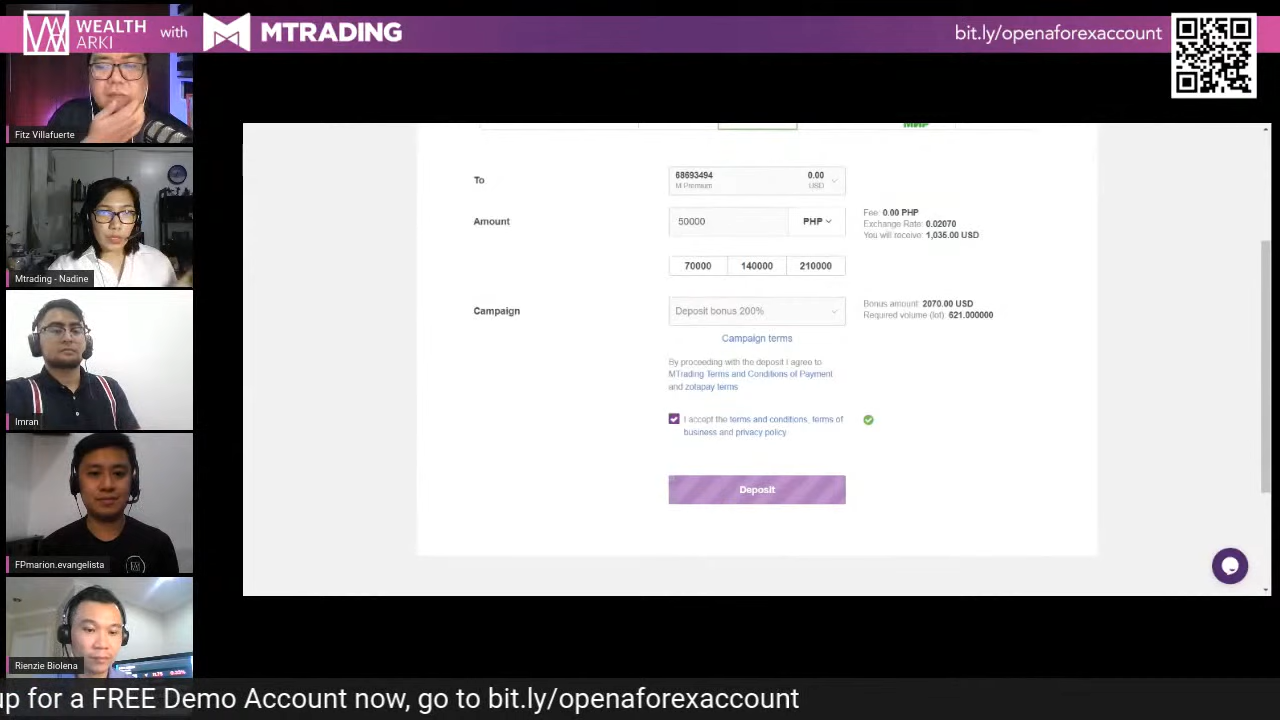 WEALTH
ARKI
with
MTRADING
bit.ly/openaforexaccount
Fitz Villafuerte
Mtrading - Nadine
Imran
FPmarion.evangelista
Rienzie Biolena
To
68693494
M Premium
0.00
USD
Amount
50000
PHP
Fee: 0.00 PHP
Exchange Rate: 0.02070
You will receive: 1,035.00 USD
70000
140000
210000
Campaign
Deposit bonus 200%
Bonus amount: 2070.00 USD
Required volume (lot): 621.000000
Campaign terms
By proceeding with the deposit I agree to
MTrading Terms and Conditions of Payment
and zotapay terms
I accept the terms and conditions, terms of
business and privacy policy
Deposit
up for a FREE Demo Account now, go to bit.ly/openaforexaccount